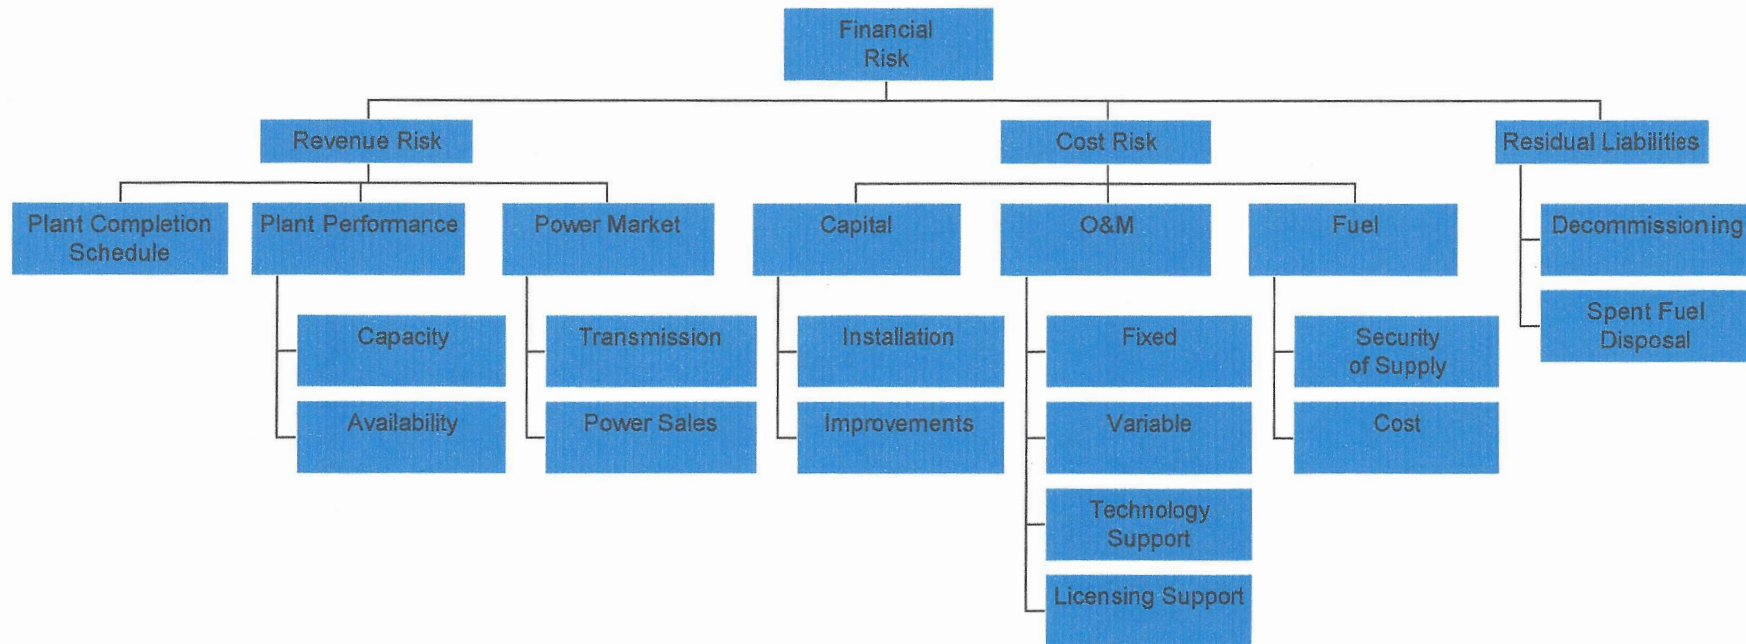 Financial
Risk
Revenue Risk
Cost Risk
Residual Liabilities
Plant Completion
Schedule
Plant Performance
Power Market
Capital
O&M
Fuel
Decommissioning
Spent Fuel
Disposal
Capacity
Transmission
Installation
Fixed
Security
of Supply
Availability
Power Sales
Improvements
Variable
Cost
Technology
Support
Licensing Support